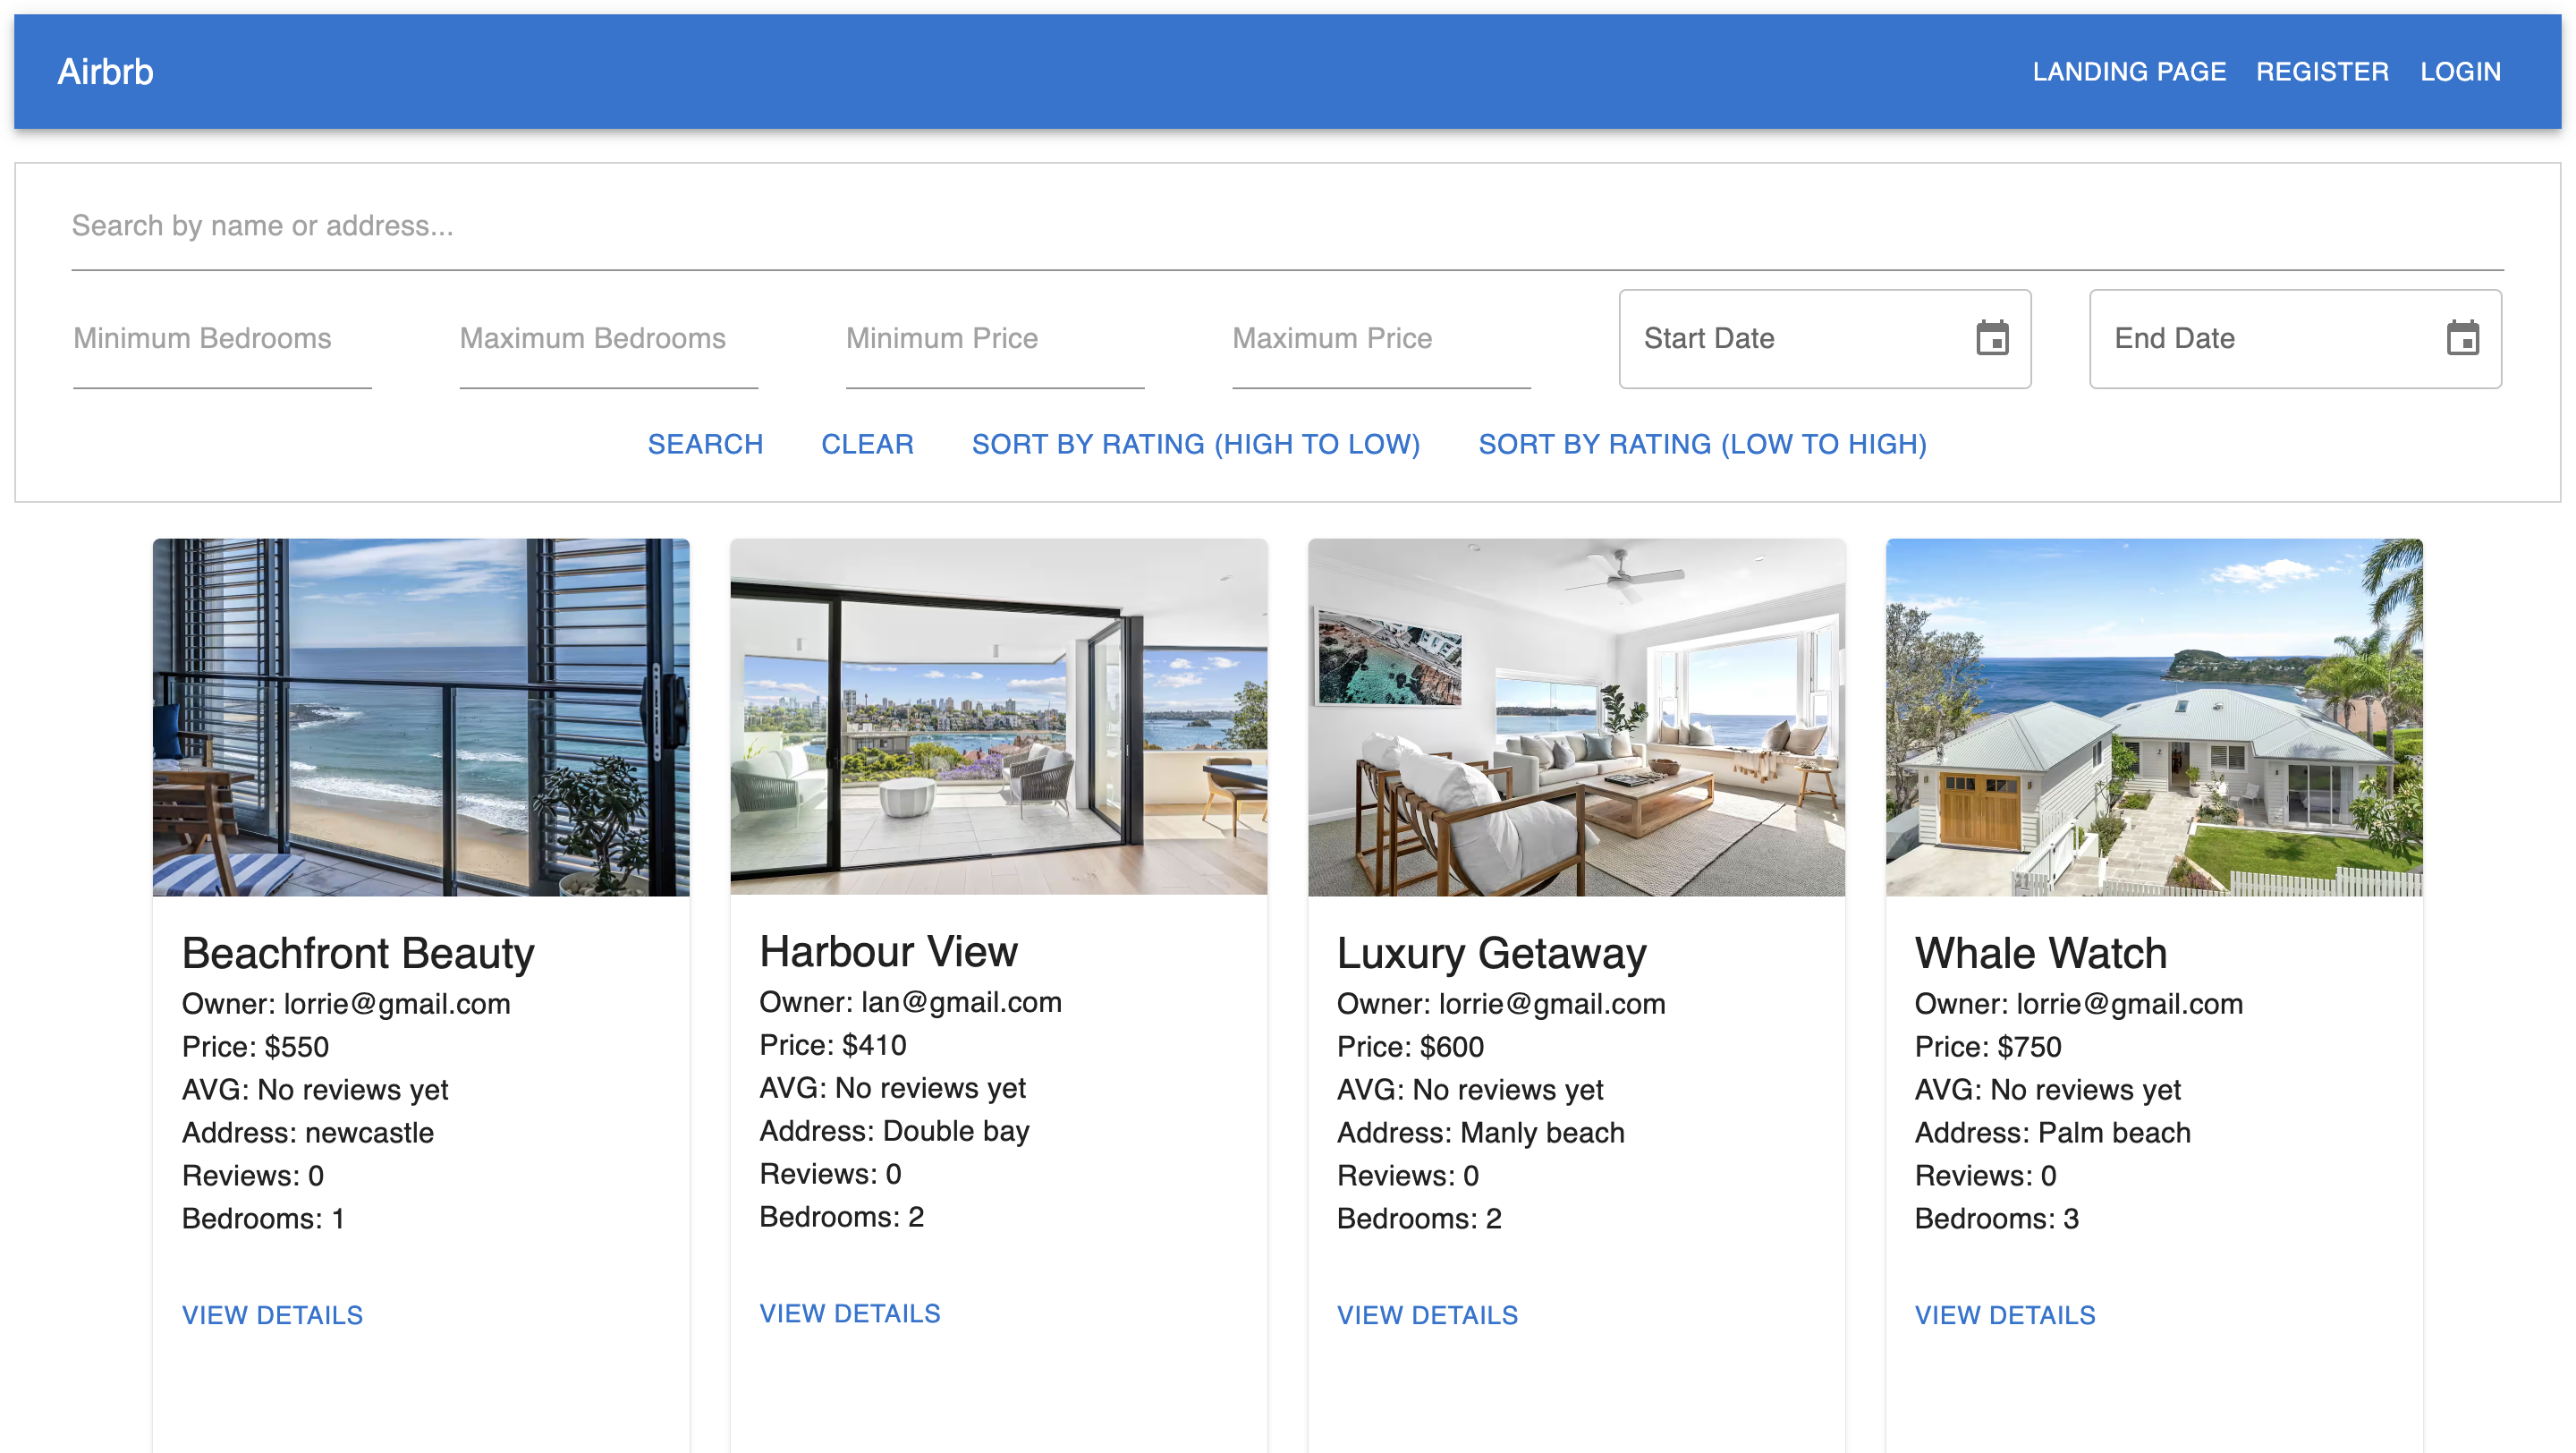 Airbrb
LANDING PAGE REGISTER LOGIN
Search by name or address...
Minimum Bedrooms Maximum Bedrooms Minimum Price Maximum Price Start Date End Date
SEARCH CLEAR SORT BY RATING (HIGH TO LOW) SORT BY RATING (LOW TO HIGH)
Beachfront Beauty
Owner: lorrie@gmail.com
Price: $550
AVG: No reviews yet
Address: newcastle
Reviews: 0
Bedrooms: 1
VIEW DETAILS
Harbour View
Owner: lan@gmail.com
Price: $410
AVG: No reviews yet
Address: Double bay
Reviews: 0
Bedrooms: 2
VIEW DETAILS
Luxury Getaway
Owner: lorrie@gmail.com
Price: $600
AVG: No reviews yet
Address: Manly beach
Reviews: 0
Bedrooms: 2
VIEW DETAILS
Whale Watch
Owner: lorrie@gmail.com
Price: $750
AVG: No reviews yet
Address: Palm beach
Reviews: 0
Bedrooms: 3
VIEW DETAILS